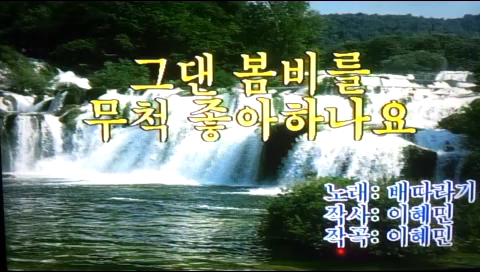 그댄 봄비를
무척 좋아하나요
노래: 배따라기
작사: 이혜민
작곡: 이혜민